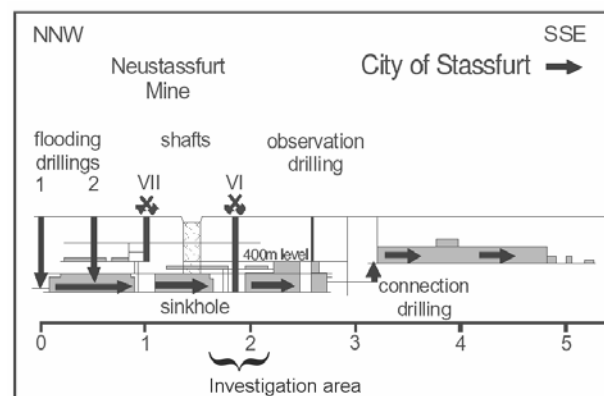 NNW
SSE
Neustassfurt
Mine
City of Stassfurt
flooding
drillings
1 2
shafts
VII
VI
observation
drilling
400m level
sinkhole
connection
drilling
0 1 2 3 4 5
Investigation area